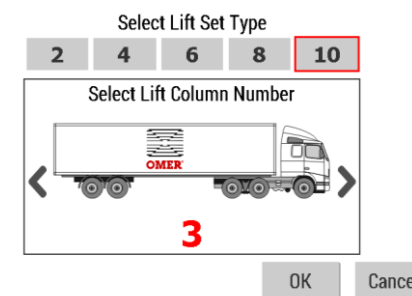 Select Lift Set Type
2 4 6 8 10
Select Lift Column Number
OMER
3
OK Cance